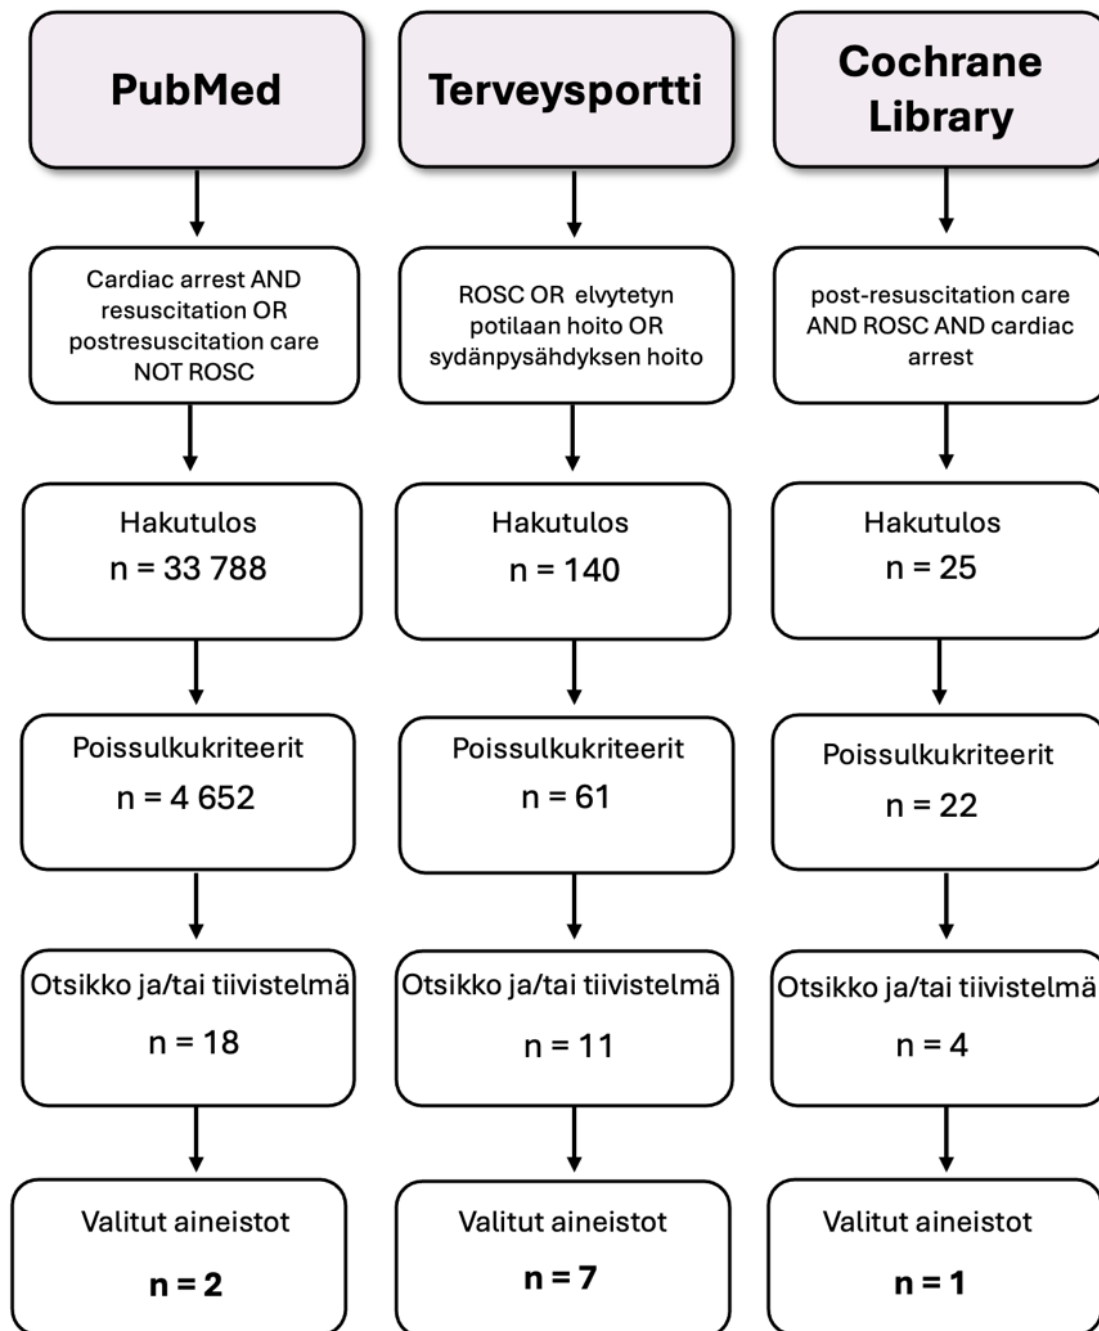 PubMed
Cardiac arrest AND
resuscitation OR
postresuscitation care
NOT ROSC
Hakutulos
n = 33 788
Poissulkukriteerit
n = 4 652
Otsikko ja/tai tiivistelmä
n = 18
Valitut aineistot
n = 2
Terveysportti
ROSC OR elvytetyn
potilaan hoito OR
sydänpysähdyksen hoito
Hakutulos
n = 140
Poissulkukriteerit
n = 61
Otsikko ja/tai tiivistelmä
n = 11
Valitut aineistot
n = 7
Cochrane
Library
post-resuscitation care
AND ROSC AND cardiac
arrest
Hakutulos
n = 25
Poissulkukriteerit
n = 22
Otsikko ja/tai tiivistelmä
n = 4
Valitut aineistot
n = 1